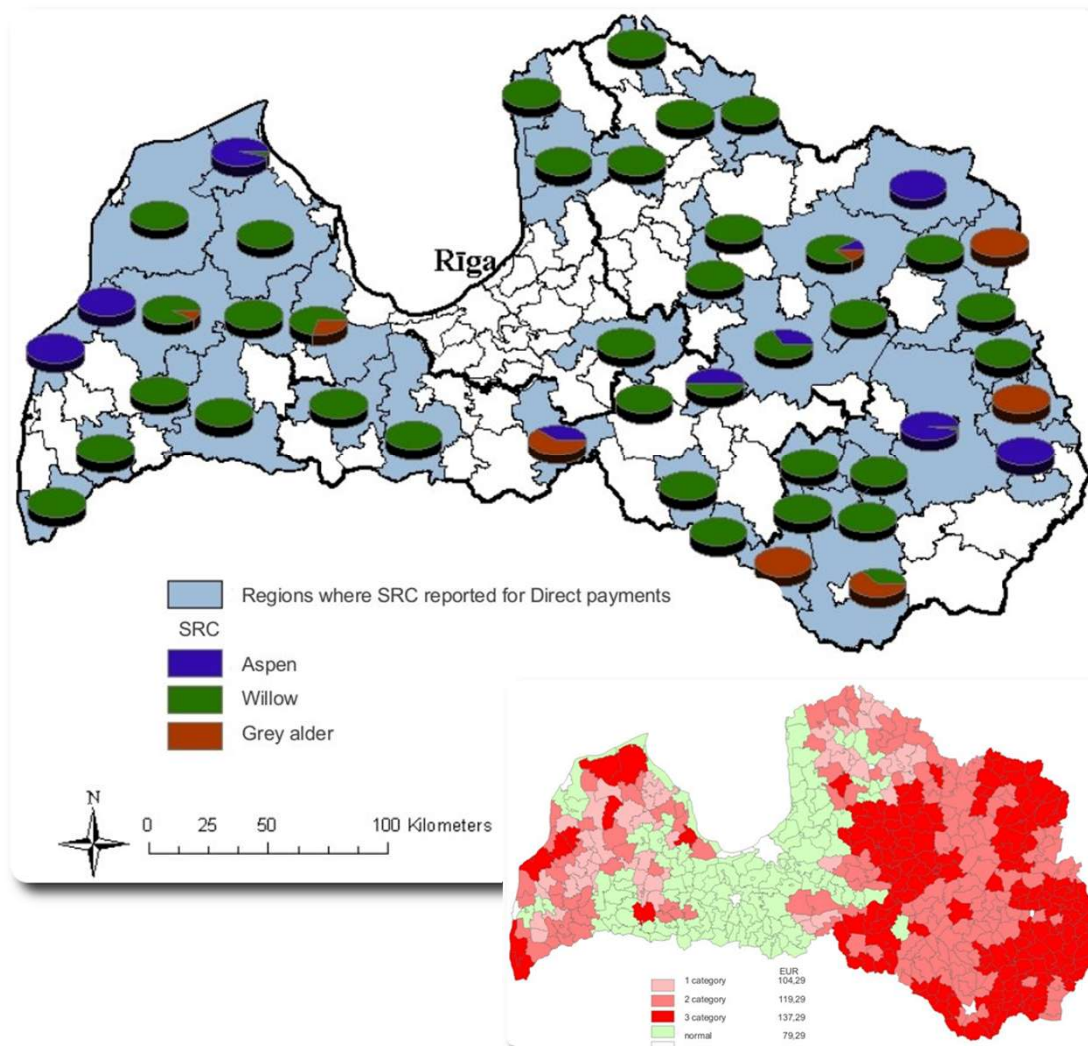 Rīga
Regions where SRC reported for Direct payments
SRC
Aspen
Willow
Grey alder
N
0 25 50 100 Kilometers
EUR
1 category 104,29
2 category 119,29
3 category 137,29
normal 79,29